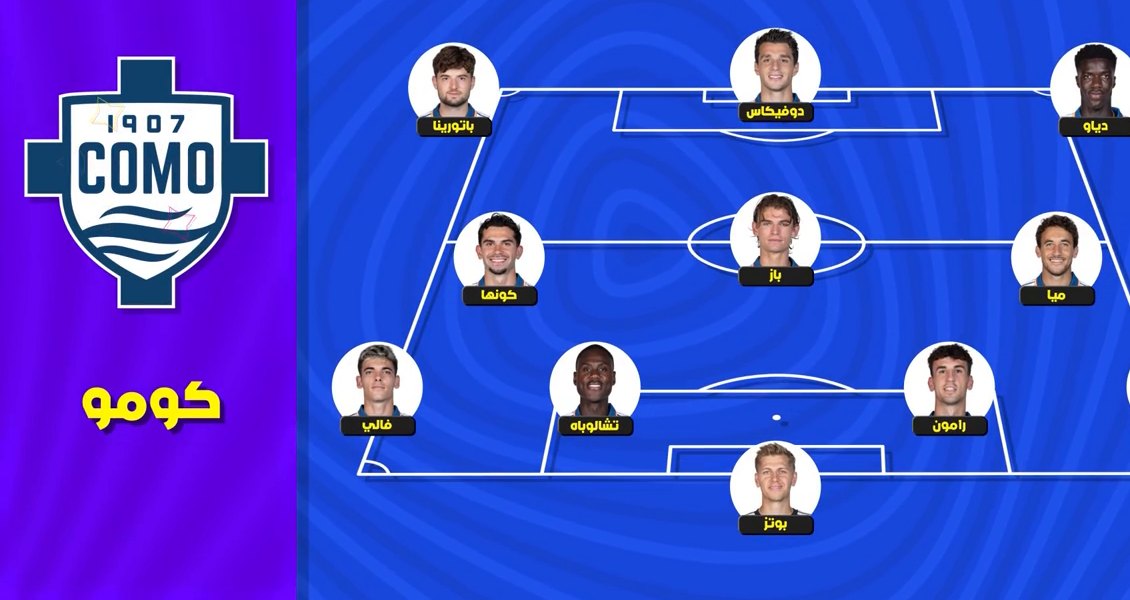 1907
COMO
كومو
باتورينا
دوفيكاس
دياو
كونها
باز
ميا
فالي
تشالوباه
رامون
بوتز